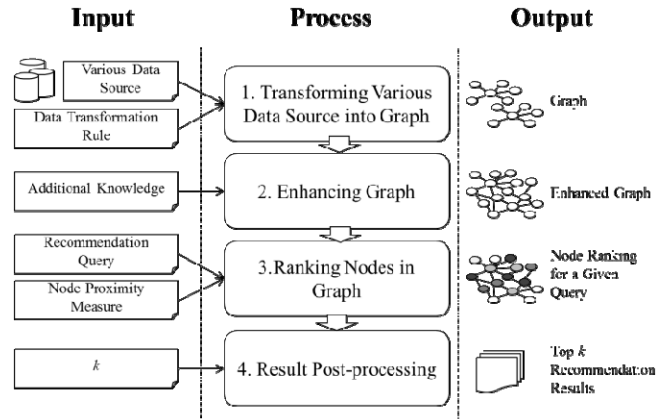 Input
Process
Output
Various Data
Source
Data Transformation
Rule
1. Transforming Various
Data Source into Graph
Graph
Additional Knowledge
2. Enhancing Graph
Enhanced Graph
Recommendation
Query
Node Proximity
Measure
3.Ranking Nodes in
Graph
Node Ranking
for a Given
Query
k
4. Result Post-processing
Top k
Recommendation
Results